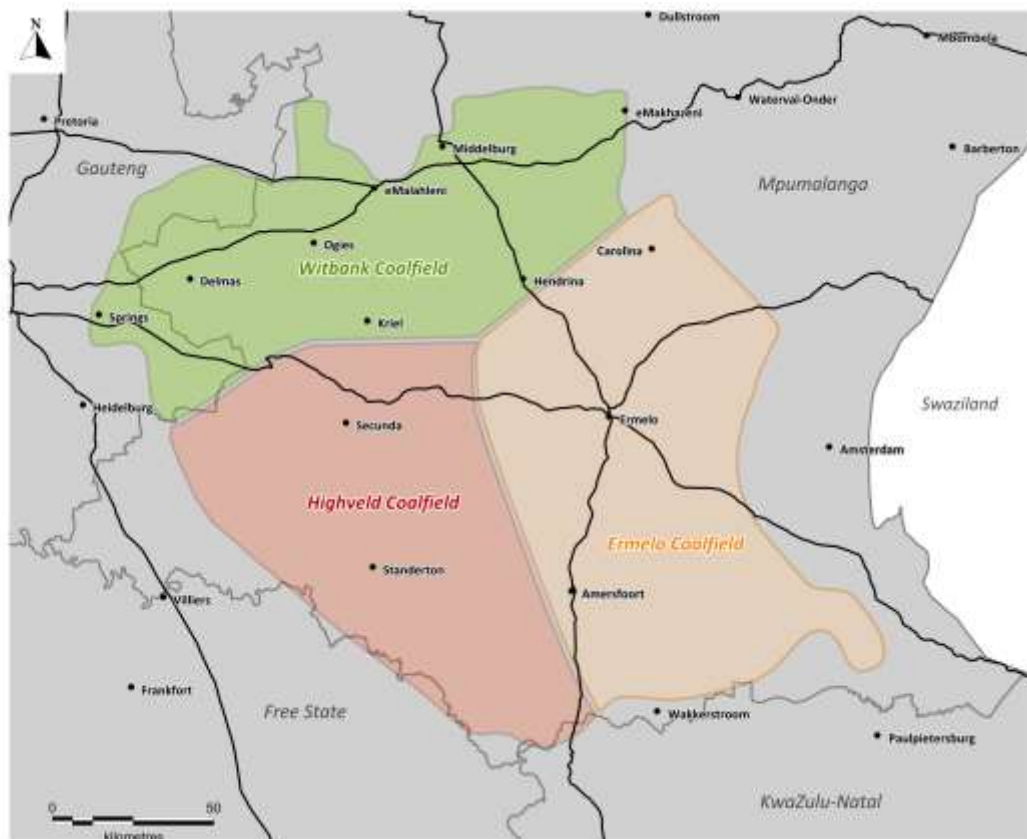 N
Dullstroom
Mbombela
Waterval-Onder
eMakhazeni
Pretoria
Middelburg
Barberton
Gauteng
Mpumalanga
eMalahleni
Ogies
Carolina
Witbank Coalfield
Delmas
Hendrina
Springs
Kriel
Heidelburg
Swaziland
Secunda
Ermelo
Amsterdam
Highveld Coalfield
Ermelo Coalfield
Standerton
Amersfoort
Villiers
Frankfort
Free State
Wakkerstroom
Paulpietersburg
KwaZulu-Natal
0 50
kilometres